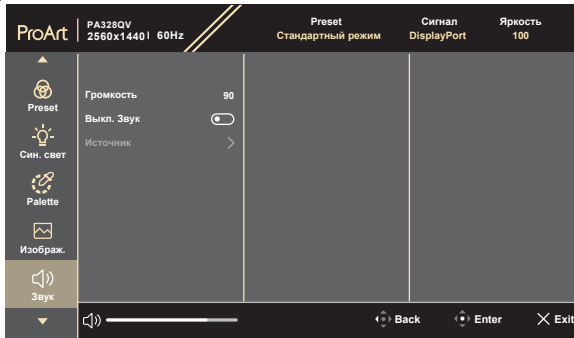 ProArt
PA328QV
2560x1440 60Hz
Preset
Стандартный режим
Сигнал
DisplayPort
Яркость
100
Preset
Син. свет
Palette
Изображ.
Звук
Громкость 90
Выкл. Звук
Источник
Back Enter Exit